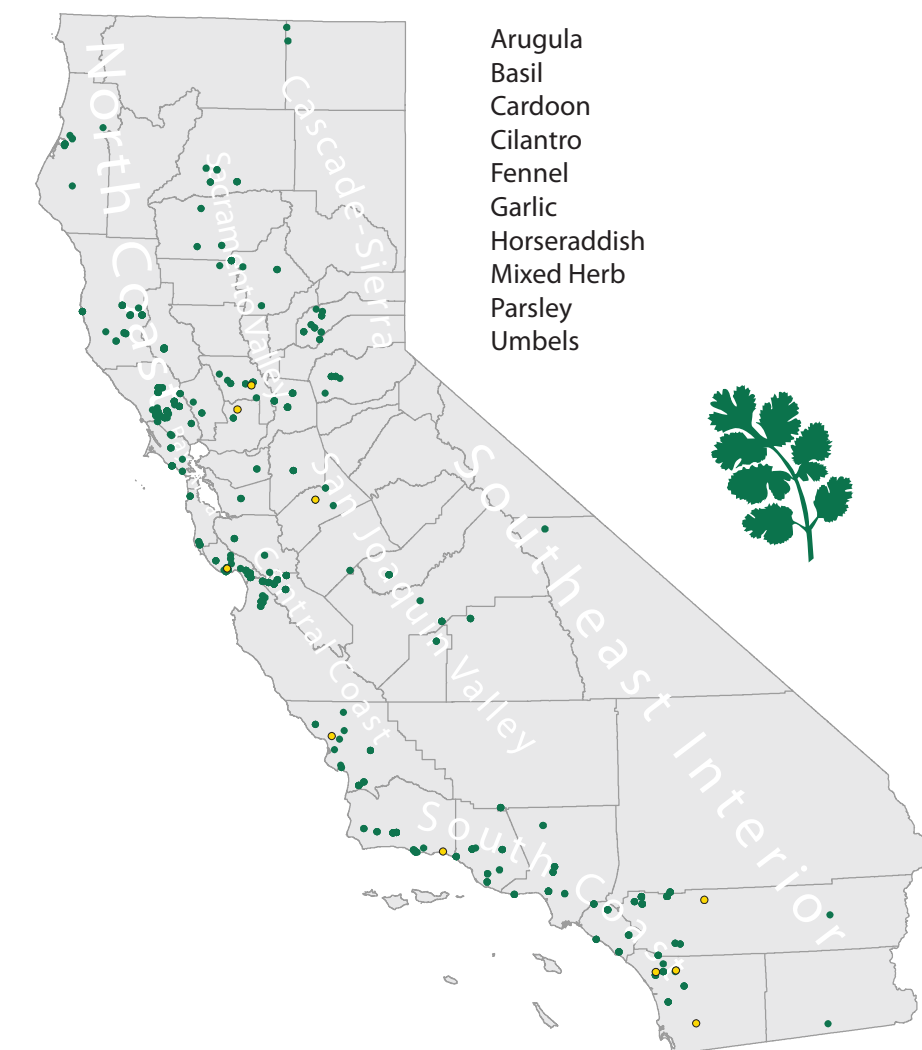 Arugula
Basil
Cardoon
Cilantro
Fennel
Garlic
Horseraddish
Mixed Herb
Parsley
Umbels
North Coast
Cascade-Sierra
Sacramento Valley
San Joaquin Valley
Central Coast
Southeast Interior
South Coast